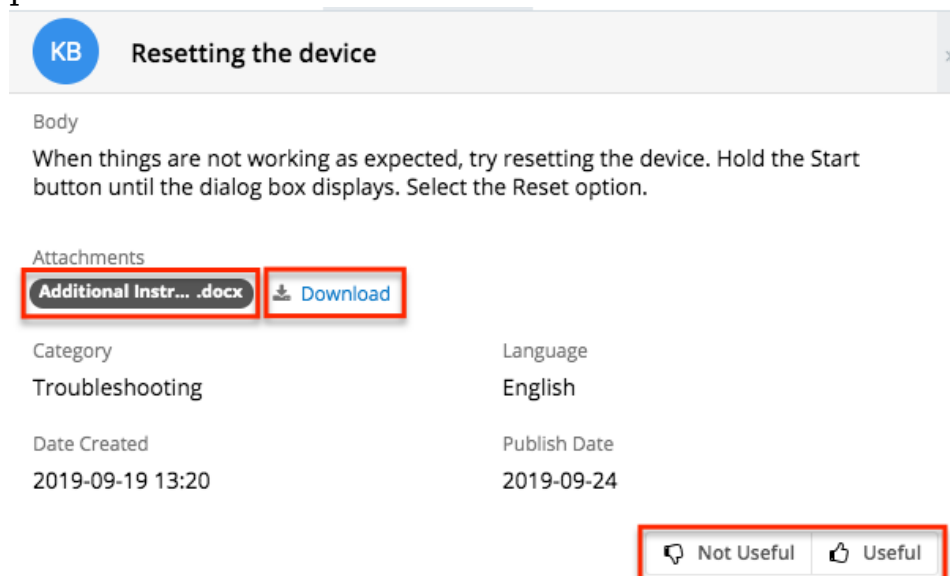 KB
Resetting the device
Body
When things are not working as expected, try resetting the device. Hold the Start
button until the dialog box displays. Select the Reset option.
Attachments
Additional Instr... .docx Download
Category Language
Troubleshooting English
Date Created Publish Date
2019-09-19 13:20 2019-09-24
Not Useful Useful